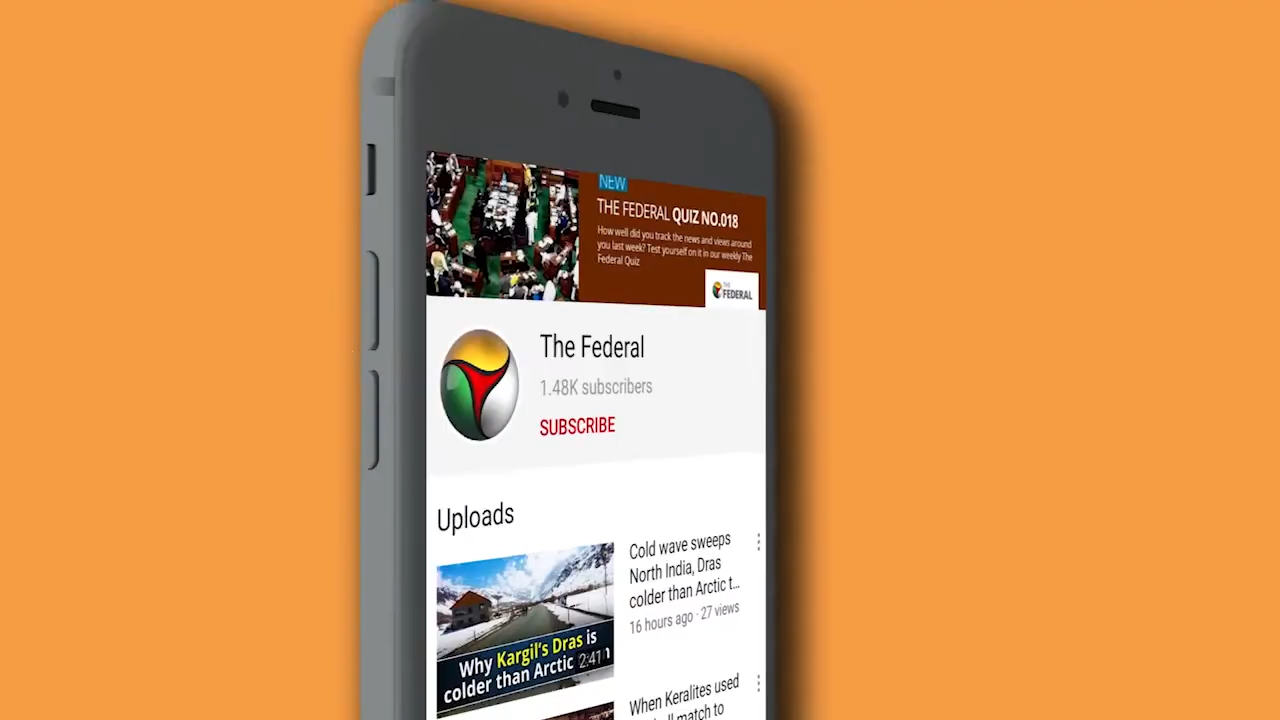 NEW
THE FEDERAL QUIZ NO.018
How well did you track the news and views around
you last week? Test yourself on it in our weekly The
Federal Quiz
THE
FEDERAL
The Federal
1.48K subscribers
SUBSCRIBE
Uploads
Cold wave sweeps
North India, Dras
colder than Arctic t...
16 hours ago · 27 views
Why Kargil's Dras is
colder than Arctic
2:41
When Keralites used
match to